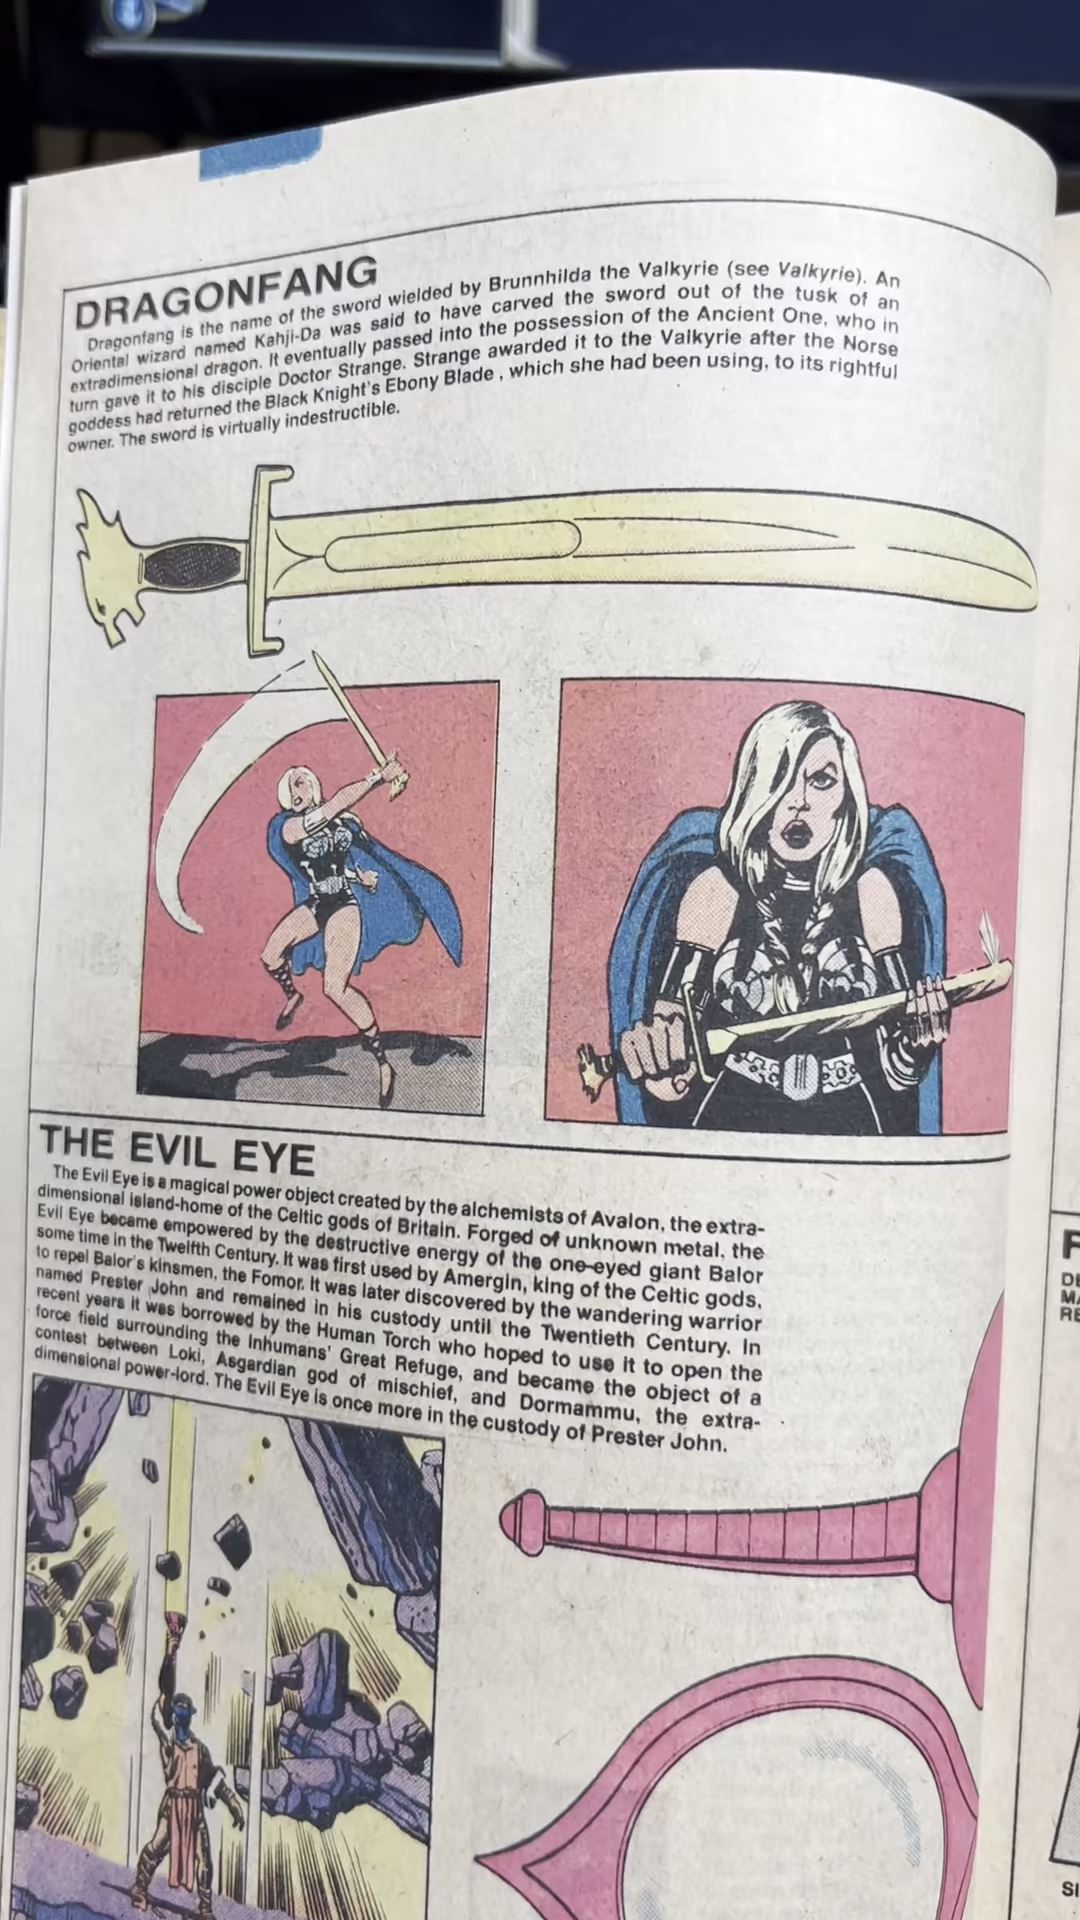 DRAGONFANG
Dragonfang is the name of the sword wielded by Brunnhilda the Valkyrie (see Valkyrie). An
Oriental wizard named Kahji-Da was said to have carved the sword out of the tusk of an
extradimensional dragon. It eventually passed into the possession of the Ancient One, who in
turn gave it to his disciple Doctor Strange. Strange awarded it to the Valkyrie after the Norse
goddess had returned the Black Knight's Ebony Blade , which she had been using, to its rightful
owner. The sword is virtually indestructible.
THE EVIL EYE
The Evil Eye is a magical power object created by the alchemists of Avalon, the extra-
dimensional island-home of the Celtic gods of Britain. Forged of unknown metal, the
Evil Eye became empowered by the destructive energy of the one-eyed giant Balor
some time in the Twelfth Century. It was first used by Amergin, king of the Celtic gods,
to repel Balor's kinsmen, the Fomor. It was later discovered by the wandering warrior
named Prester John and remained in his custody until the Twentieth Century. In
recent years it was borrowed by the Human Torch who hoped to use it to open the
force field surrounding the Inhumans' Great Refuge, and became the object of a
contest between Loki, Asgardian god of mischief, and Dormammu, the extra-
dimensional power-lord. The Evil Eye is once more in the custody of Prester John.